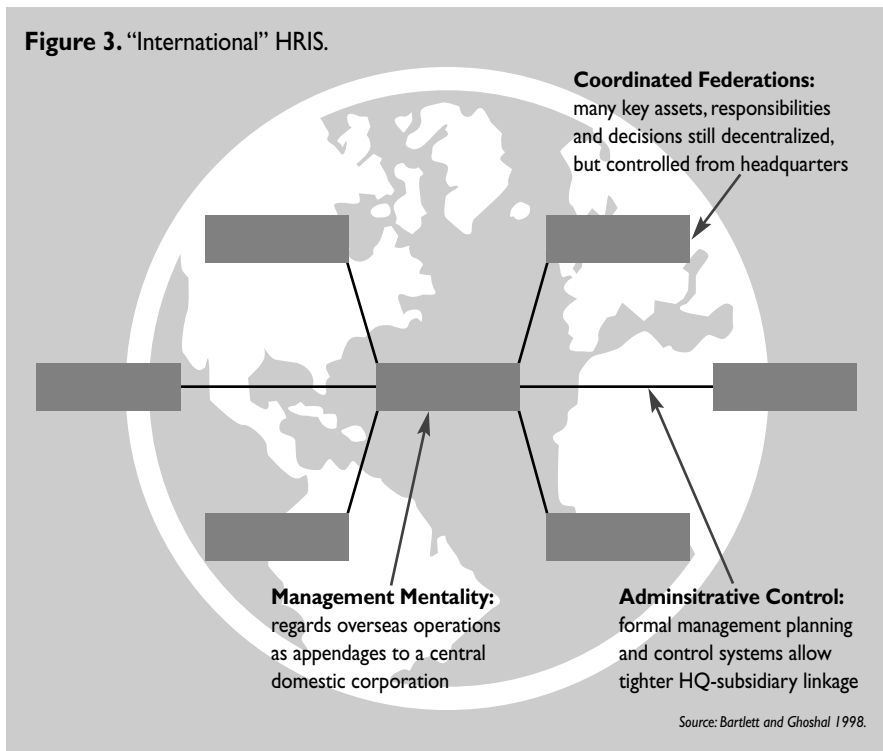 Figure 3. “International” HRIS.
Coordinated Federations:
many key assets, responsibilities
and decisions still decentralized,
but controlled from headquarters
Management Mentality:
regards overseas operations
as appendages to a central
domestic corporation
Adminsitrative Control:
formal management planning
and control systems allow
tighter HQ-subsidiary linkage
Source: Bartlett and Ghoshal 1998.